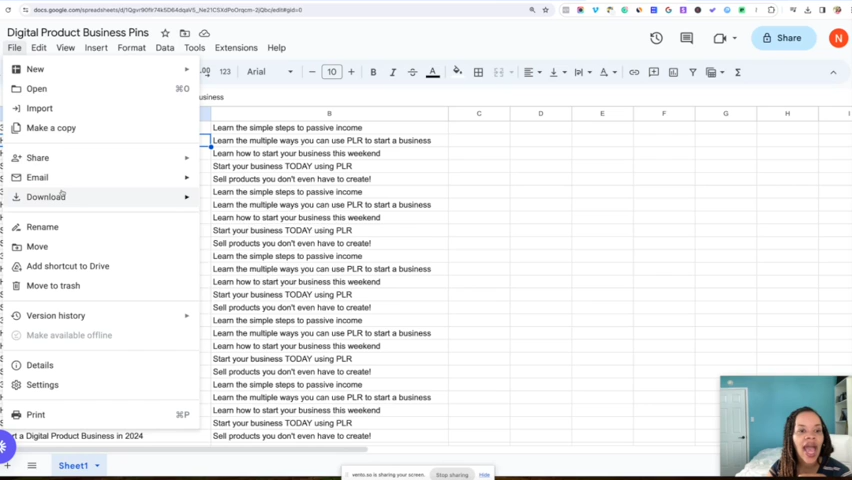 docs.google.com/spreadsheets/d/
Digital Product Business Pins
File Edit View Insert Format Data Tools Extensions Help
Share
N
.00 123 Arial 10 B I S A
New
Open ⌘O
Import
Make a copy
Share
Email
Download
Rename
Move
Add shortcut to Drive
Move to trash
Version history
Make available offline
Details
Settings
Print ⌘P
usiness
B C D E F G H I
Learn the simple steps to passive income
Learn the multiple ways you can use PLR to start a business
Learn how to start your business this weekend
Start your business TODAY using PLR
Sell products you don't even have to create!
Learn the simple steps to passive income
Learn the multiple ways you can use PLR to start a business
Learn how to start your business this weekend
Start your business TODAY using PLR
Sell products you don't even have to create!
Learn the simple steps to passive income
Learn the multiple ways you can use PLR to start a business
Learn how to start your business this weekend
Start your business TODAY using PLR
Sell products you don't even have to create!
Learn the simple steps to passive income
Learn the multiple ways you can use PLR to start a business
Learn how to start your business this weekend
Start your business TODAY using PLR
Sell products you don't even have to create!
Learn the simple steps to passive income
Learn the multiple ways you can use PLR to start a business
Learn how to start your business this weekend
Start your business TODAY using PLR
rt a Digital Product Business in 2024 Sell products you don't even have to create!
Sheet1
vento.so is sharing your screen. Stop sharing Hide